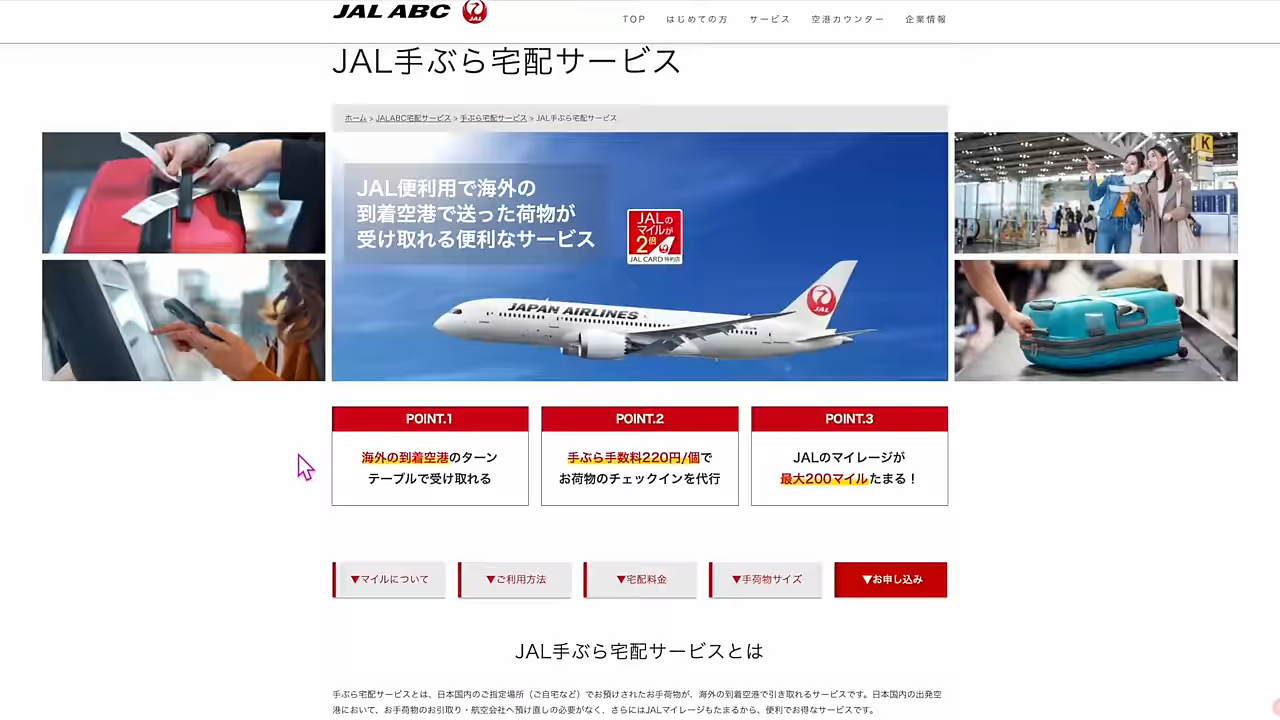 JAL ABC JAL
TOP はじめての方 サービス 空港カウンター 企業情報
JAL手ぶら宅配サービス
ホーム > JALABC宅配サービス > 手ぶら宅配サービス > JAL手ぶら宅配サービス
JAL便利用で海外の
到着空港で送った荷物が
受け取れる便利なサービス
JALの
マイルが
2倍
JAL CARD 特約店
JAPAN AIRLINES
JAL
J K
POINT.1
海外の到着空港のターン
テーブルで受け取れる
POINT.2
手ぶら手数料220円/個で
お荷物のチェックインを代行
POINT.3
JALのマイレージが
最大200マイルたまる！
▼マイルについて
▼ご利用方法
▼宅配料金
▼手荷物サイズ
▼お申し込み
JAL手ぶら宅配サービスとは
手ぶら宅配サービスとは、日本国内のご指定場所（ご自宅など）でお預けされたお手荷物が、海外の到着空港で引き取れるサービスです。日本国内の出発空
港において、お手荷物のお引取り・航空会社へ預け直しの必要がなく、さらにはJALマイレージもたまるから、便利でお得なサービスです。